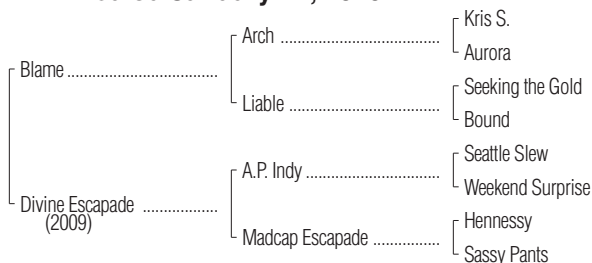 Kris S.
Arch ........................................
Aurora
Blame ......................................
Seeking the Gold
Liable ......................................
Bound
Seattle Slew
A.P. Indy ..................................
Weekend Surprise
Divine Escapade ...................
(2009)
Hennessy
Madcap Escapade .................
Sassy Pants